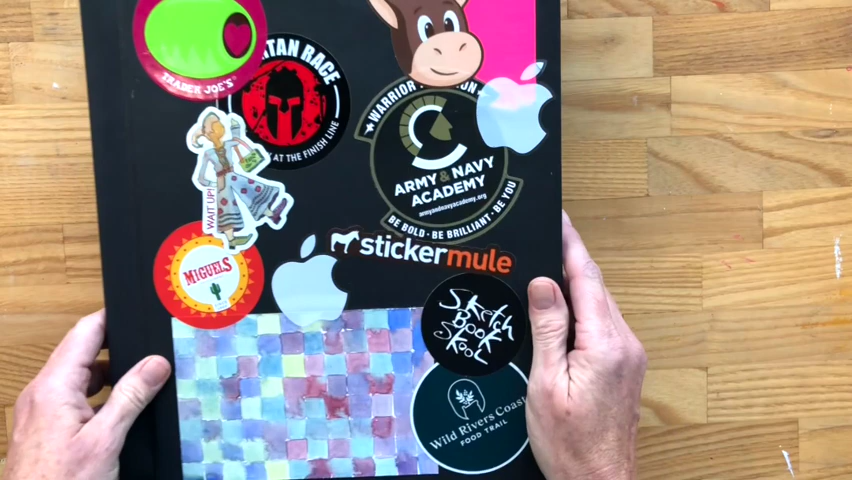 TRADER JOE'S
TAN RACE
AT THE FINISH LINE
WARRIOR
ON
ARMY & NAVY
ACADEMY
armyandnavyacademy.org
BE BOLD · BE BRILLIANT · BE YOU
WAIT UP!
stickermule
MIGUELS
Sketch
Book
Skool
Wild Rivers Coast
FOOD TRAIL